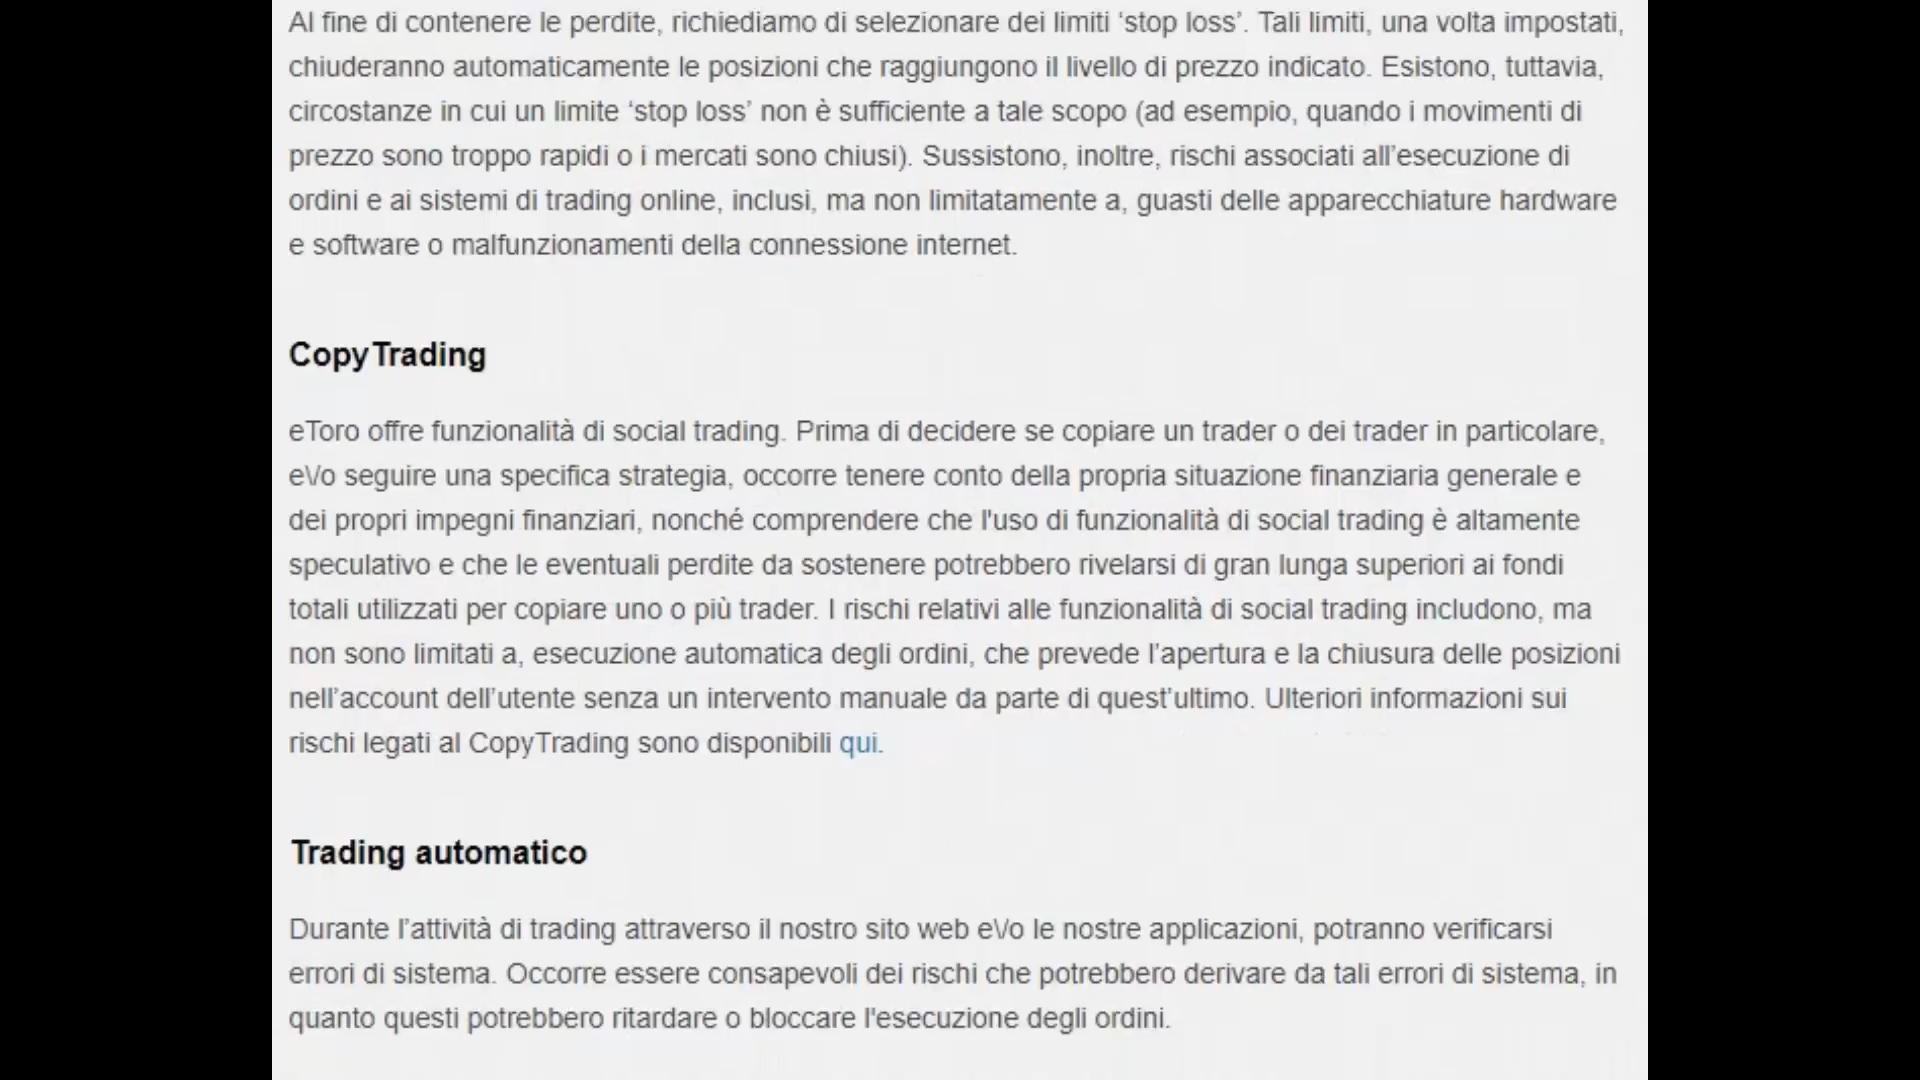 Al fine di contenere le perdite, richiediamo di selezionare dei limiti ‘stop loss’. Tali limiti, una volta impostati,
chiuderanno automaticamente le posizioni che raggiungono il livello di prezzo indicato. Esistono, tuttavia,
circostanze in cui un limite ‘stop loss’ non è sufficiente a tale scopo (ad esempio, quando i movimenti di
prezzo sono troppo rapidi o i mercati sono chiusi). Sussistono, inoltre, rischi associati all’esecuzione di
ordini e ai sistemi di trading online, inclusi, ma non limitatamente a, guasti delle apparecchiature hardware
e software o malfunzionamenti della connessione internet.
CopyTrading
eToro offre funzionalità di social trading. Prima di decidere se copiare un trader o dei trader in particolare,
e\/o seguire una specifica strategia, occorre tenere conto della propria situazione finanziaria generale e
dei propri impegni finanziari, nonché comprendere che l'uso di funzionalità di social trading è altamente
speculativo e che le eventuali perdite da sostenere potrebbero rivelarsi di gran lunga superiori ai fondi
totali utilizzati per copiare uno o più trader. I rischi relativi alle funzionalità di social trading includono, ma
non sono limitati a, esecuzione automatica degli ordini, che prevede l’apertura e la chiusura delle posizioni
nell’account dell’utente senza un intervento manuale da parte di quest’ultimo. Ulteriori informazioni sui
rischi legati al CopyTrading sono disponibili qui.
Trading automatico
Durante l’attività di trading attraverso il nostro sito web e\/o le nostre applicazioni, potranno verificarsi
errori di sistema. Occorre essere consapevoli dei rischi che potrebbero derivare da tali errori di sistema, in
quanto questi potrebbero ritardare o bloccare l'esecuzione degli ordini.